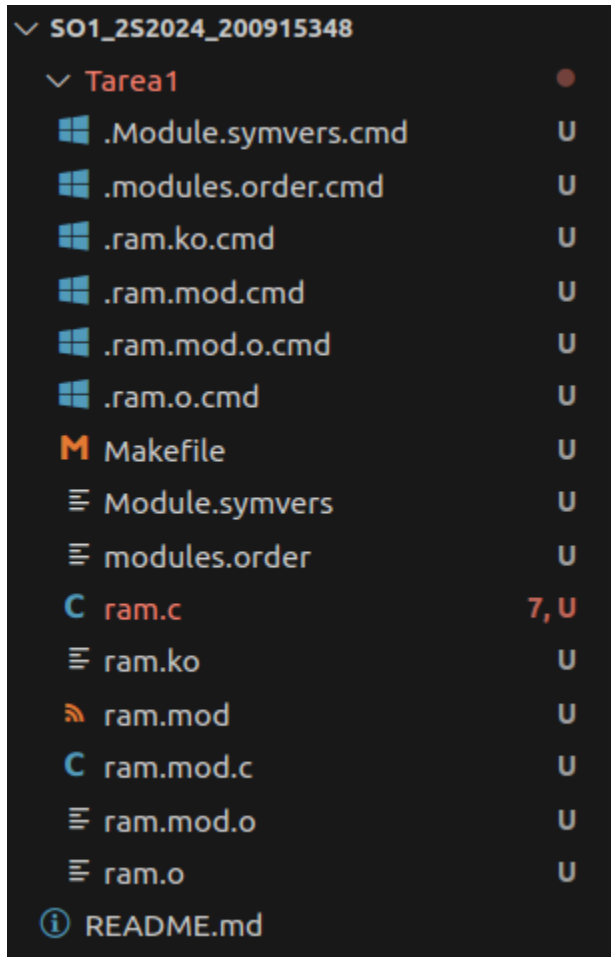 SO1_2S2024_200915348
Tarea1
.Module.symvers.cmd U
.modules.order.cmd U
.ram.ko.cmd U
.ram.mod.cmd U
.ram.mod.o.cmd U
.ram.o.cmd U
M Makefile U
Module.symvers U
modules.order U
C ram.c 7, U
ram.ko U
ram.mod U
C ram.mod.c U
ram.mod.o U
ram.o U
README.md